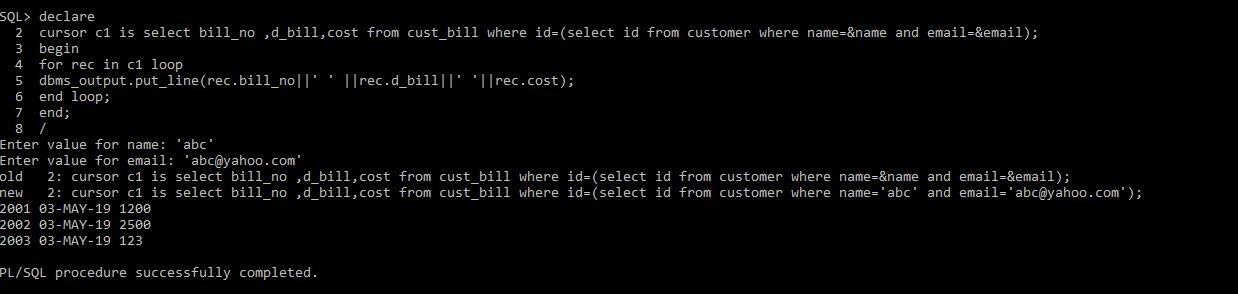 SQL> declare
2 cursor c1 is select bill_no ,d_bill,cost from cust_bill where id=(select id from customer where name=&name and email=&email);
3 begin
4 for rec in c1 loop
5 dbms_output.put_line(rec.bill_no||' ' ||rec.d_bill||' '||rec.cost);
6 end loop;
7 end;
8 /
Enter value for name: 'abc'
Enter value for email: 'abc@yahoo.com'
old 2: cursor c1 is select bill_no ,d_bill,cost from cust_bill where id=(select id from customer where name=&name and email=&email);
new 2: cursor c1 is select bill_no ,d_bill,cost from cust_bill where id=(select id from customer where name='abc' and email='abc@yahoo.com');
2001 03-MAY-19 1200
2002 03-MAY-19 2500
2003 03-MAY-19 123
PL/SQL procedure successfully completed.